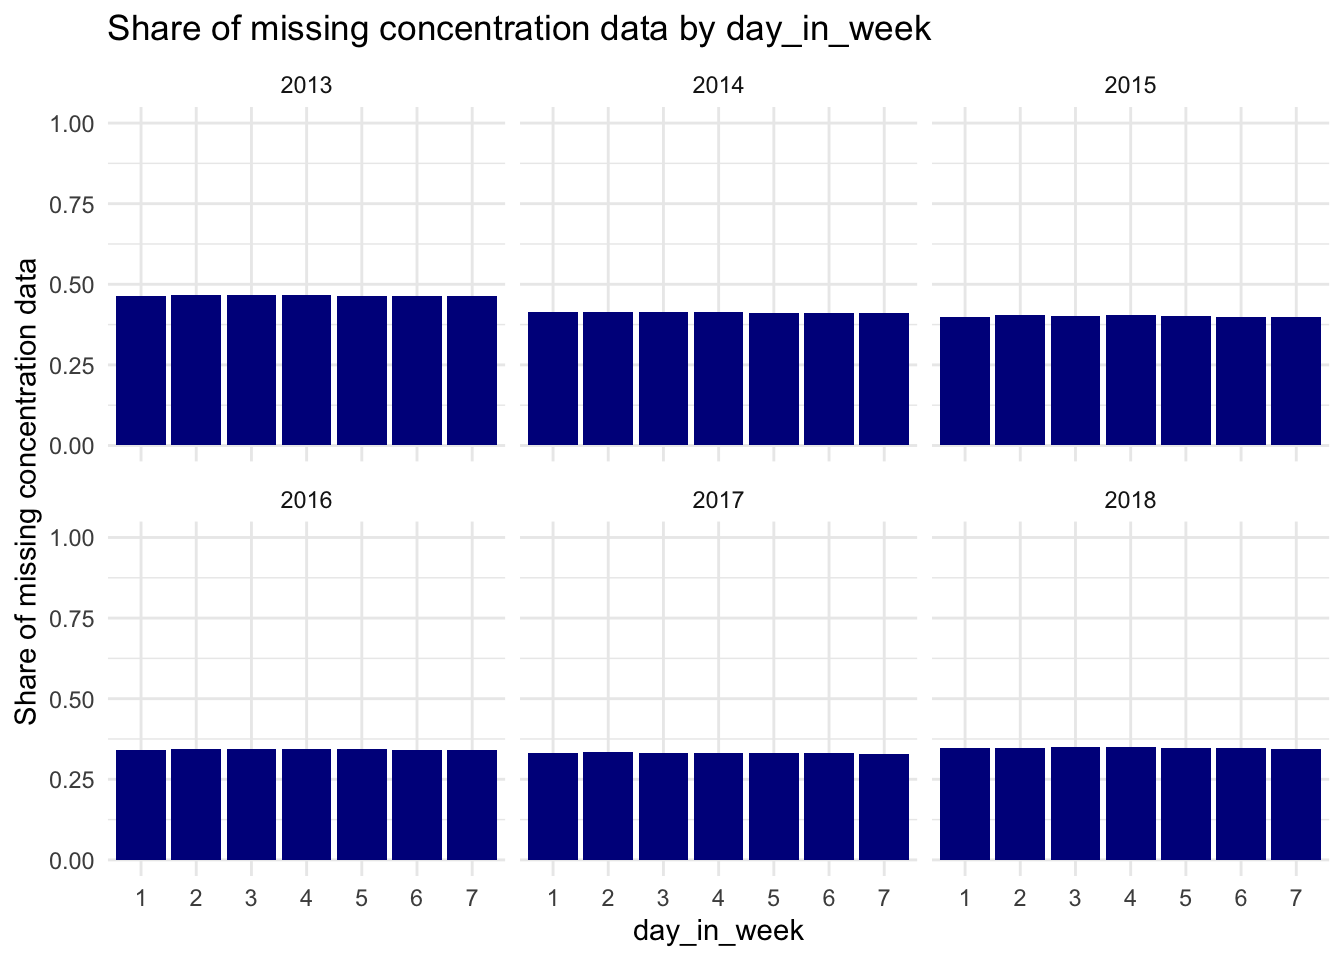 Share of missing concentration data by day_in_week
2013 2014 2015
1.00
0.75
0.50
0.25
0.00
2016 2017 2018
1.00
0.75
0.50
0.25
0.00
1 2 3 4 5 6 7 1 2 3 4 5 6 7 1 2 3 4 5 6 7
day_in_week
Share of missing concentration data